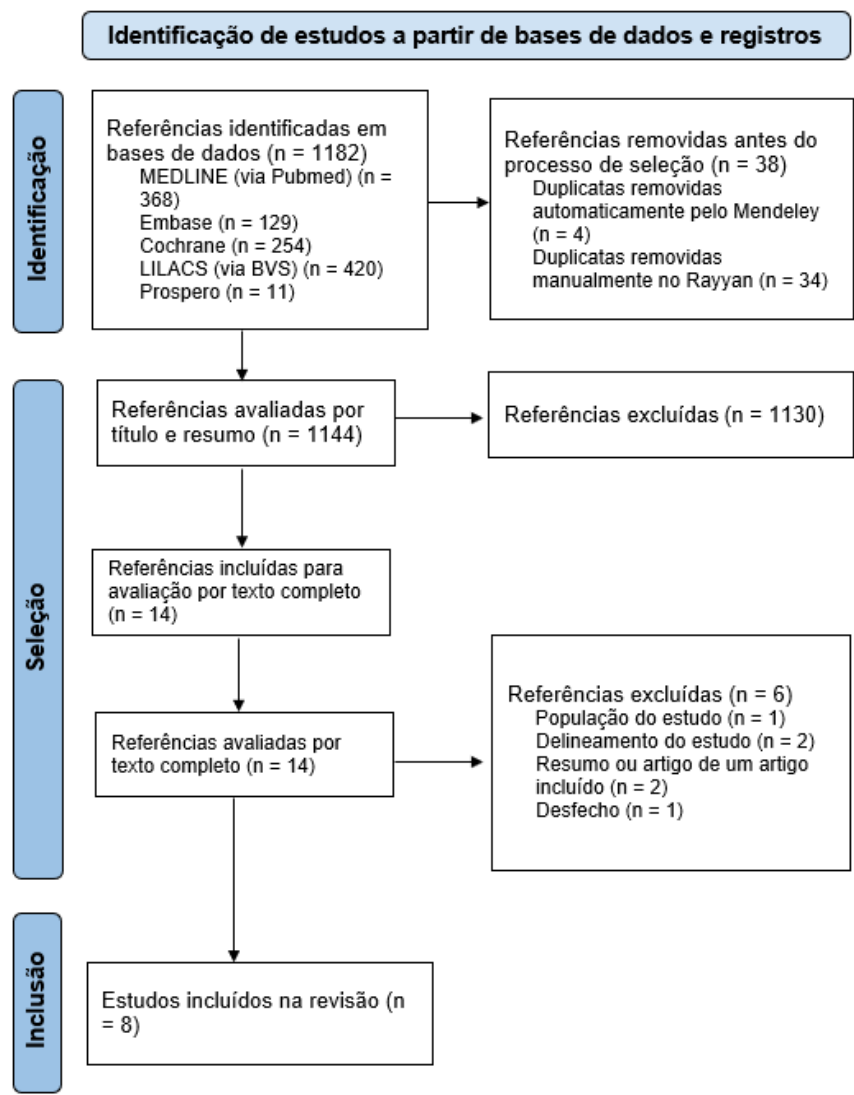 Identificação de estudos a partir de bases de dados e registros
Identificação
Referências identificadas em
bases de dados (n = 1182)
MEDLINE (via Pubmed) (n =
368)
Embase (n = 129)
Cochrane (n = 254)
LILACS (via BVS) (n = 420)
Prospero (n = 11)
Referências removidas antes do
processo de seleção (n = 38)
Duplicatas removidas
automaticamente pelo Mendeley
(n = 4)
Duplicatas removidas
manualmente no Rayyan (n = 34)
Seleção
Referências avaliadas por
título e resumo (n = 1144)
Referências excluídas (n = 1130)
Referências incluídas para
avaliação por texto completo
(n = 14)
Referências avaliadas por
texto completo (n = 14)
Referências excluídas (n = 6)
População do estudo (n = 1)
Delineamento do estudo (n = 2)
Resumo ou artigo de um artigo
incluído (n = 2)
Desfecho (n = 1)
Inclusão
Estudos incluídos na revisão (n
= 8)